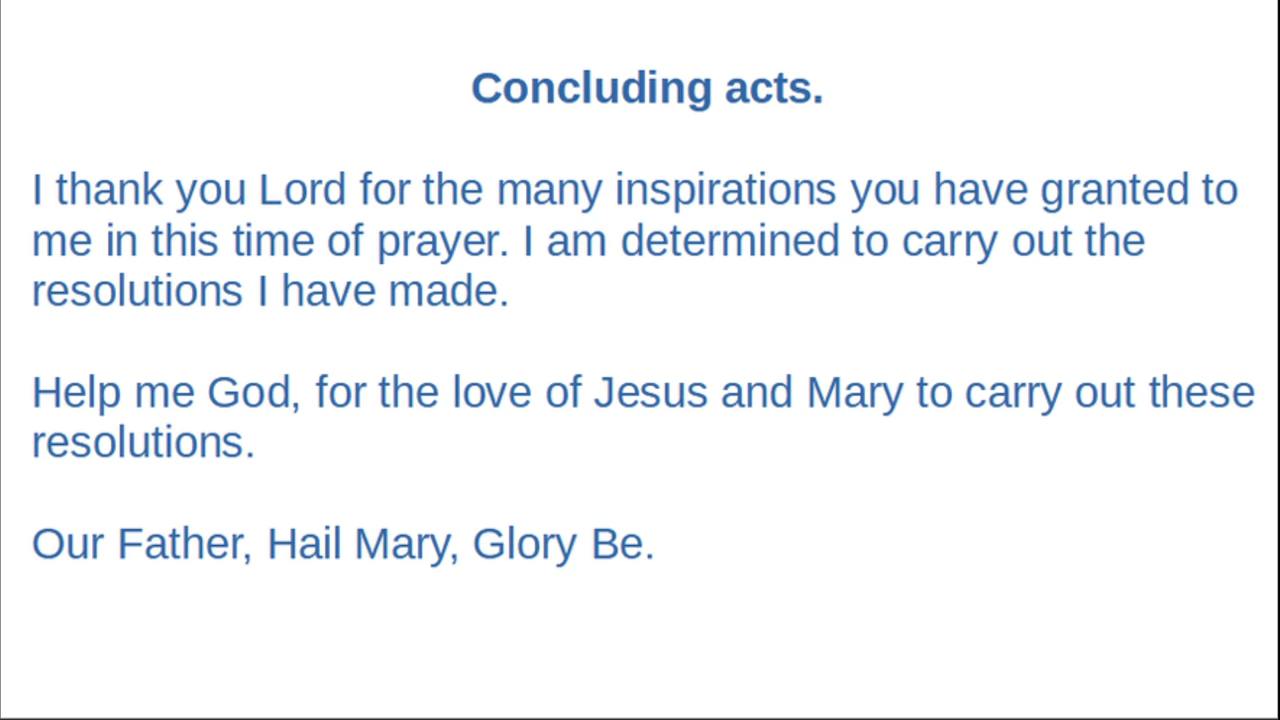 Concluding acts.
I thank you Lord for the many inspirations you have granted to
me in this time of prayer. I am determined to carry out the
resolutions I have made.
Help me God, for the love of Jesus and Mary to carry out these
resolutions.
Our Father, Hail Mary, Glory Be.